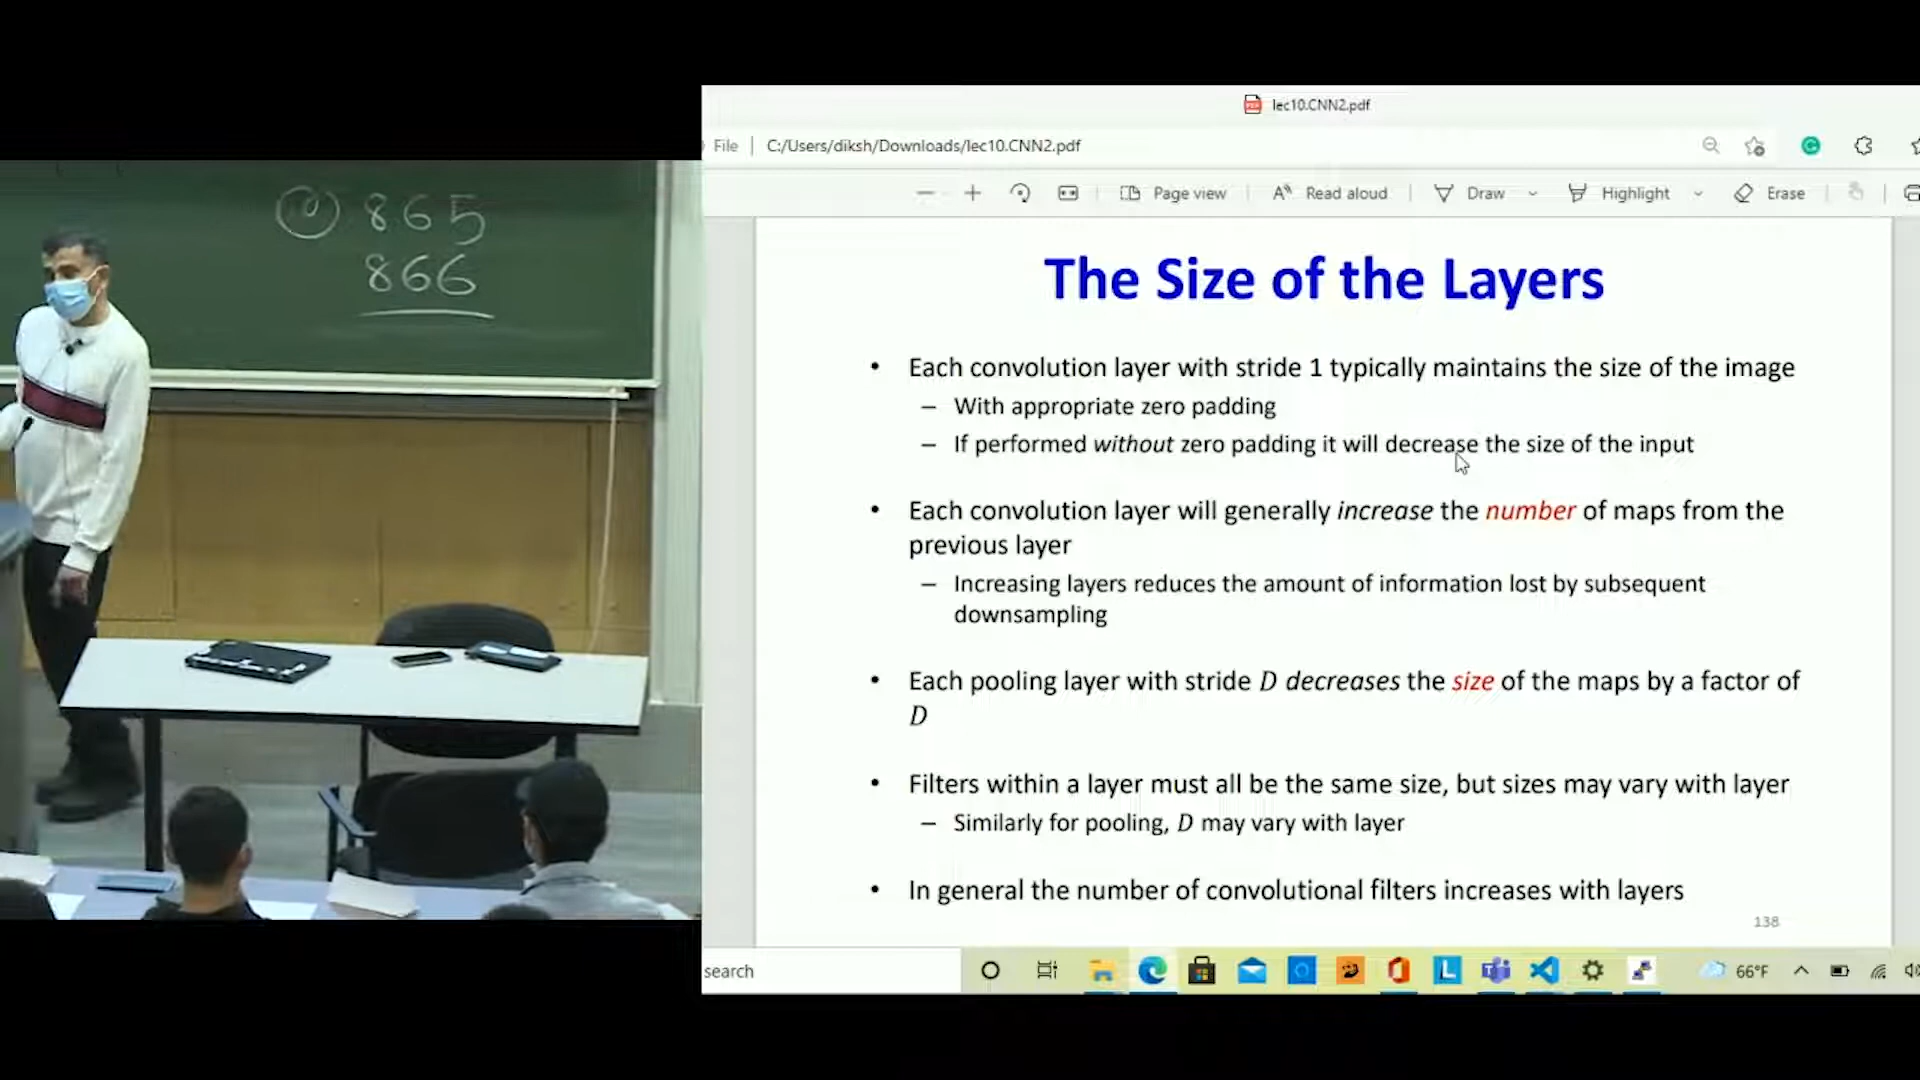 865
866
lec10.CNN2.pdf
File
C:/Users/diksh/Downloads/lec10.CNN2.pdf
Page view
Read aloud
Draw
Highlight
Erase
The Size of the Layers
• Each convolution layer with stride 1 typically maintains the size of the image
– With appropriate zero padding
– If performed without zero padding it will decrease the size of the input
• Each convolution layer will generally increase the number of maps from the
previous layer
– Increasing layers reduces the amount of information lost by subsequent
downsampling
• Each pooling layer with stride D decreases the size of the maps by a factor of
D
• Filters within a layer must all be the same size, but sizes may vary with layer
– Similarly for pooling, D may vary with layer
• In general the number of convolutional filters increases with layers
138
search
66°F